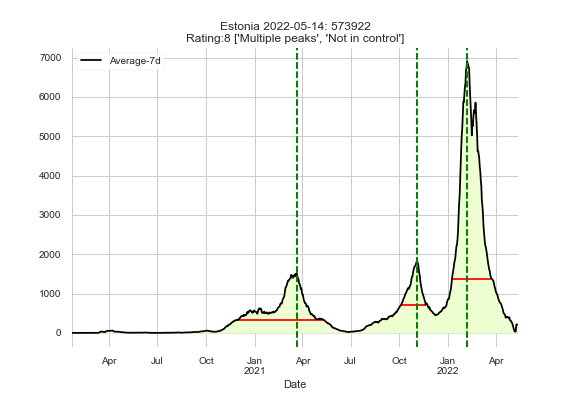 Estonia 2022-05-14: 573922
Rating:8 ['Multiple peaks', 'Not in control']
Average-7d
7000
6000
5000
4000
3000
2000
1000
0
Apr Jul Oct Jan Apr Jul Oct Jan Apr
2021 2022
Date